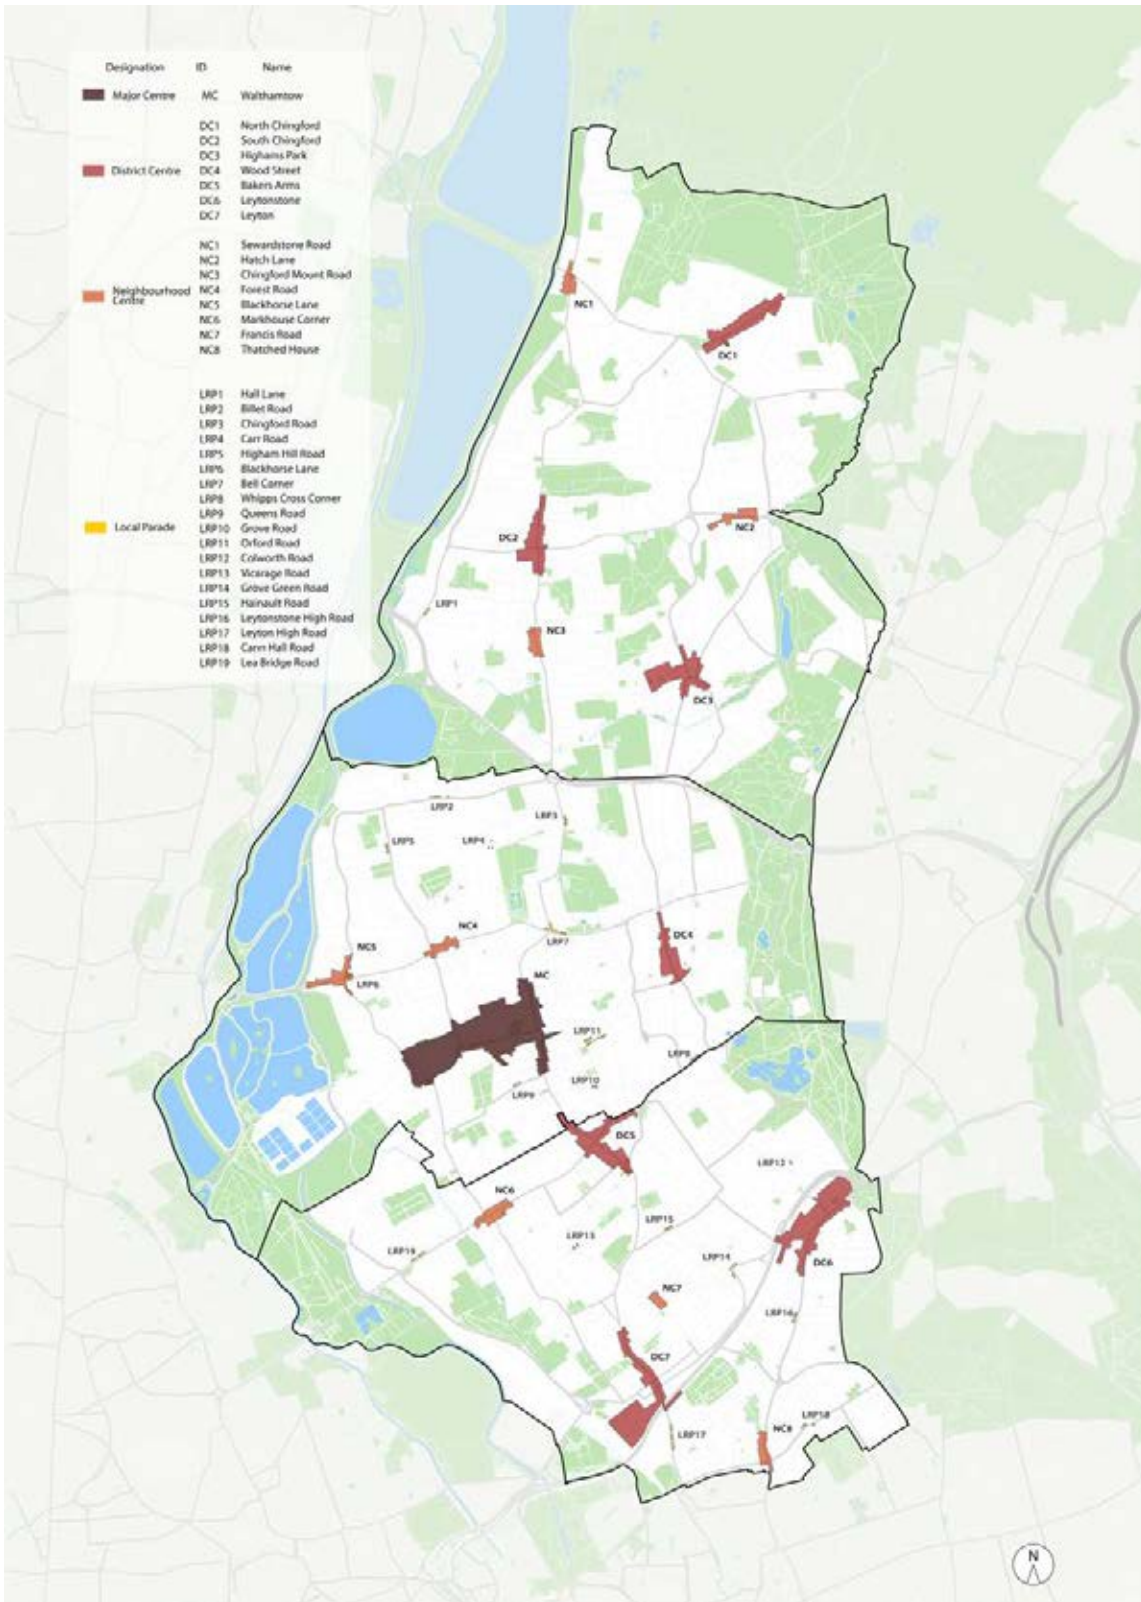 Designation ID Name
Major Centre MC Walthamtow
DC1 North Chingford
DC2 South Chingford
DC3 Highams Park
District Centre DC4 Wood Street
DC5 Bakers Arms
DC6 Leytonstone
DC7 Leyton
NC1 Sewardstone Road
NC2 Hatch Lane
NC3 Chingford Mount Road
Neighbourhood Centre NC4 Forest Road
NC5 Blackhorse Lane
NC6 Markhouse Corner
NC7 Francis Road
NC8 Thatched House
LRP1 Hall Lane
LRP2 Billet Road
LRP3 Chingford Road
LRP4 Carr Road
LRP5 Higham Hill Road
LRP6 Blackhorse Lane
LRP7 Bell Corner
LRP8 Whipps Cross Corner
LRP9 Queens Road
Local Parade LRP10 Grove Road
LRP11 Orford Road
LRP12 Colworth Road
LRP13 Vicarage Road
LRP14 Grove Green Road
LRP15 Hainault Road
LRP16 Leytonstone High Road
LRP17 Leyton High Road
LRP18 Cann Hall Road
LRP19 Lea Bridge Road
NC1
DC1
NC2
DC2
LRP1
NC3
DC3
LRP2
LRP3
LRP5
LRP4
NC4
DC4
LRP7
NC5
MC
LRP6
LRP11
LRP8
LRP10
LRP9
DC5
LRP12
NC6
LRP15
LRP13
LRP19
LRP14
DC6
NC7
LRP16
DC7
LRP18
NC8
LRP17
N